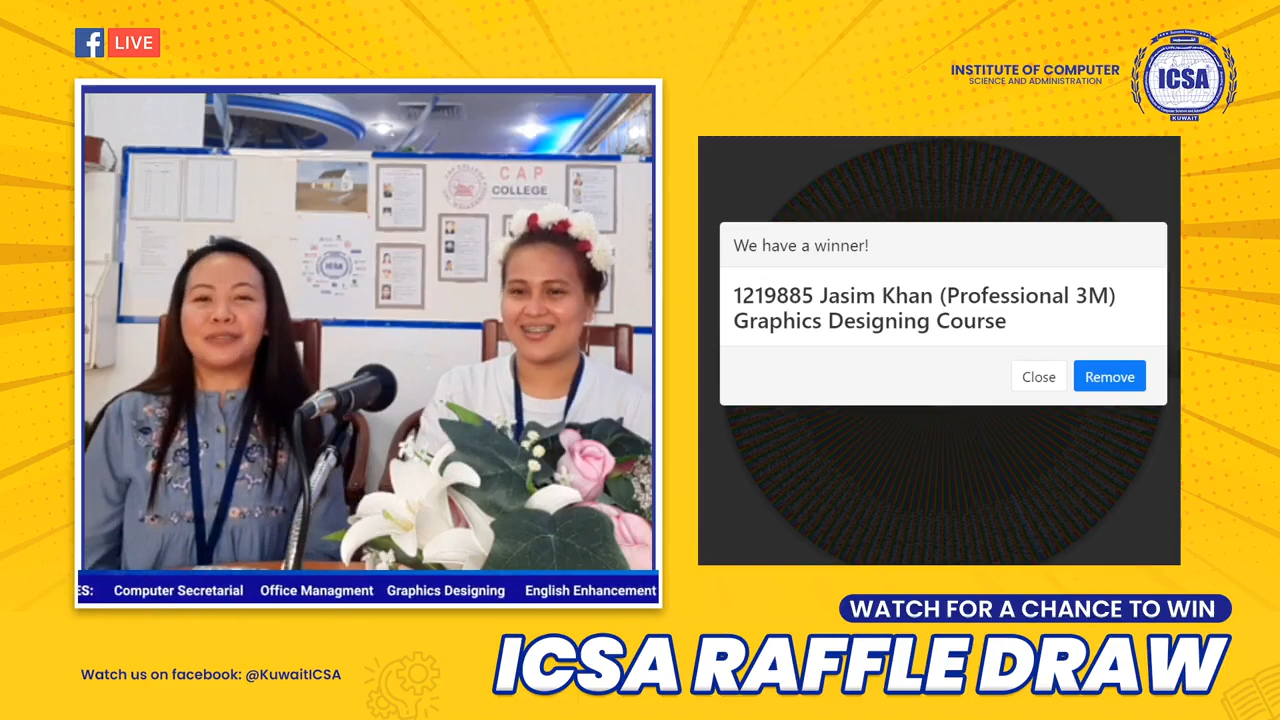 f LIVE
INSTITUTE OF COMPUTER
SCIENCE AND ADMINISTRATION
ICSA
KUWAIT
CAP
COLLEGE
ICSA
We have a winner!
1219885 Jasim Khan (Professional 3M)
Graphics Designing Course
Close Remove
ES: Computer Secretarial Office Managment Graphics Designing English Enhancement
WATCH FOR A CHANCE TO WIN
ICSA RAFFLE DRAW
Watch us on facebook: @KuwaitICSA